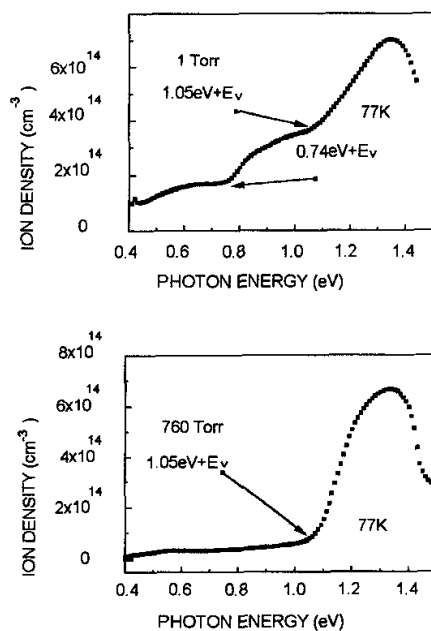 6x10^14
4x10^14
2x10^14
0
ION DENSITY (cm^-3)
1 Torr
1.05eV+E_v
77K
0.74eV+E_v
0.4 0.6 0.8 1.0 1.2 1.4
PHOTON ENERGY (eV)
8x10^14
6x10^14
4x10^14
2x10^14
0
ION DENSITY (cm^-3)
760 Torr
1.05eV+E_v
77K
0.4 0.6 0.8 1.0 1.2 1.4
PHOTON ENERGY (eV)